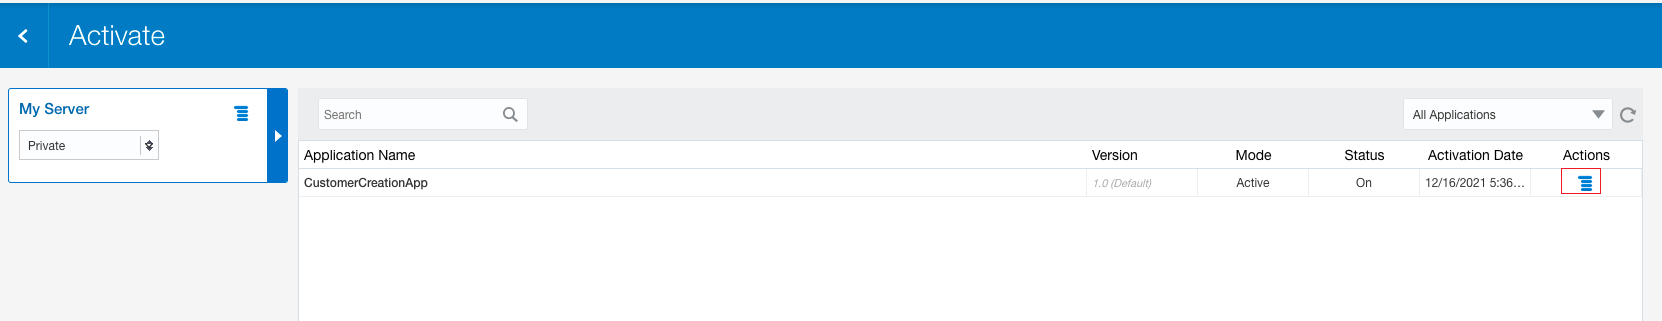 Activate
My Server
Private
Search
All Applications
Application Name Version Mode Status Activation Date Actions
CustomerCreationApp 1.0 (Default) Active On 12/16/2021 5:36...